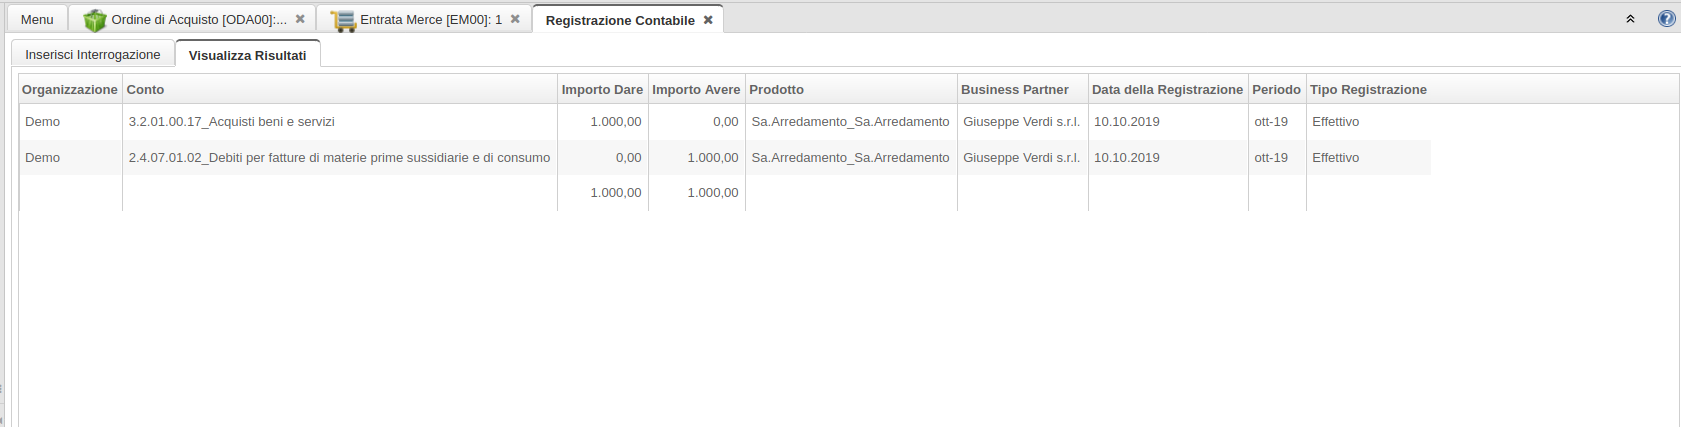 Menu Ordine di Acquisto [ODA00]:... Entrata Merce [EM00]: 1 Registrazione Contabile
Inserisci Interrogazione Visualizza Risultati
Organizzazione Conto Importo Dare Importo Avere Prodotto Business Partner Data della Registrazione Periodo Tipo Registrazione
Demo 3.2.01.00.17_Acquisti beni e servizi 1.000,00 0,00 Sa.Arredamento_Sa.Arredamento Giuseppe Verdi s.r.l. 10.10.2019 ott-19 Effettivo
Demo 2.4.07.01.02_Debiti per fatture di materie prime sussidiarie e di consumo 0,00 1.000,00 Sa.Arredamento_Sa.Arredamento Giuseppe Verdi s.r.l. 10.10.2019 ott-19 Effettivo
1.000,00 1.000,00